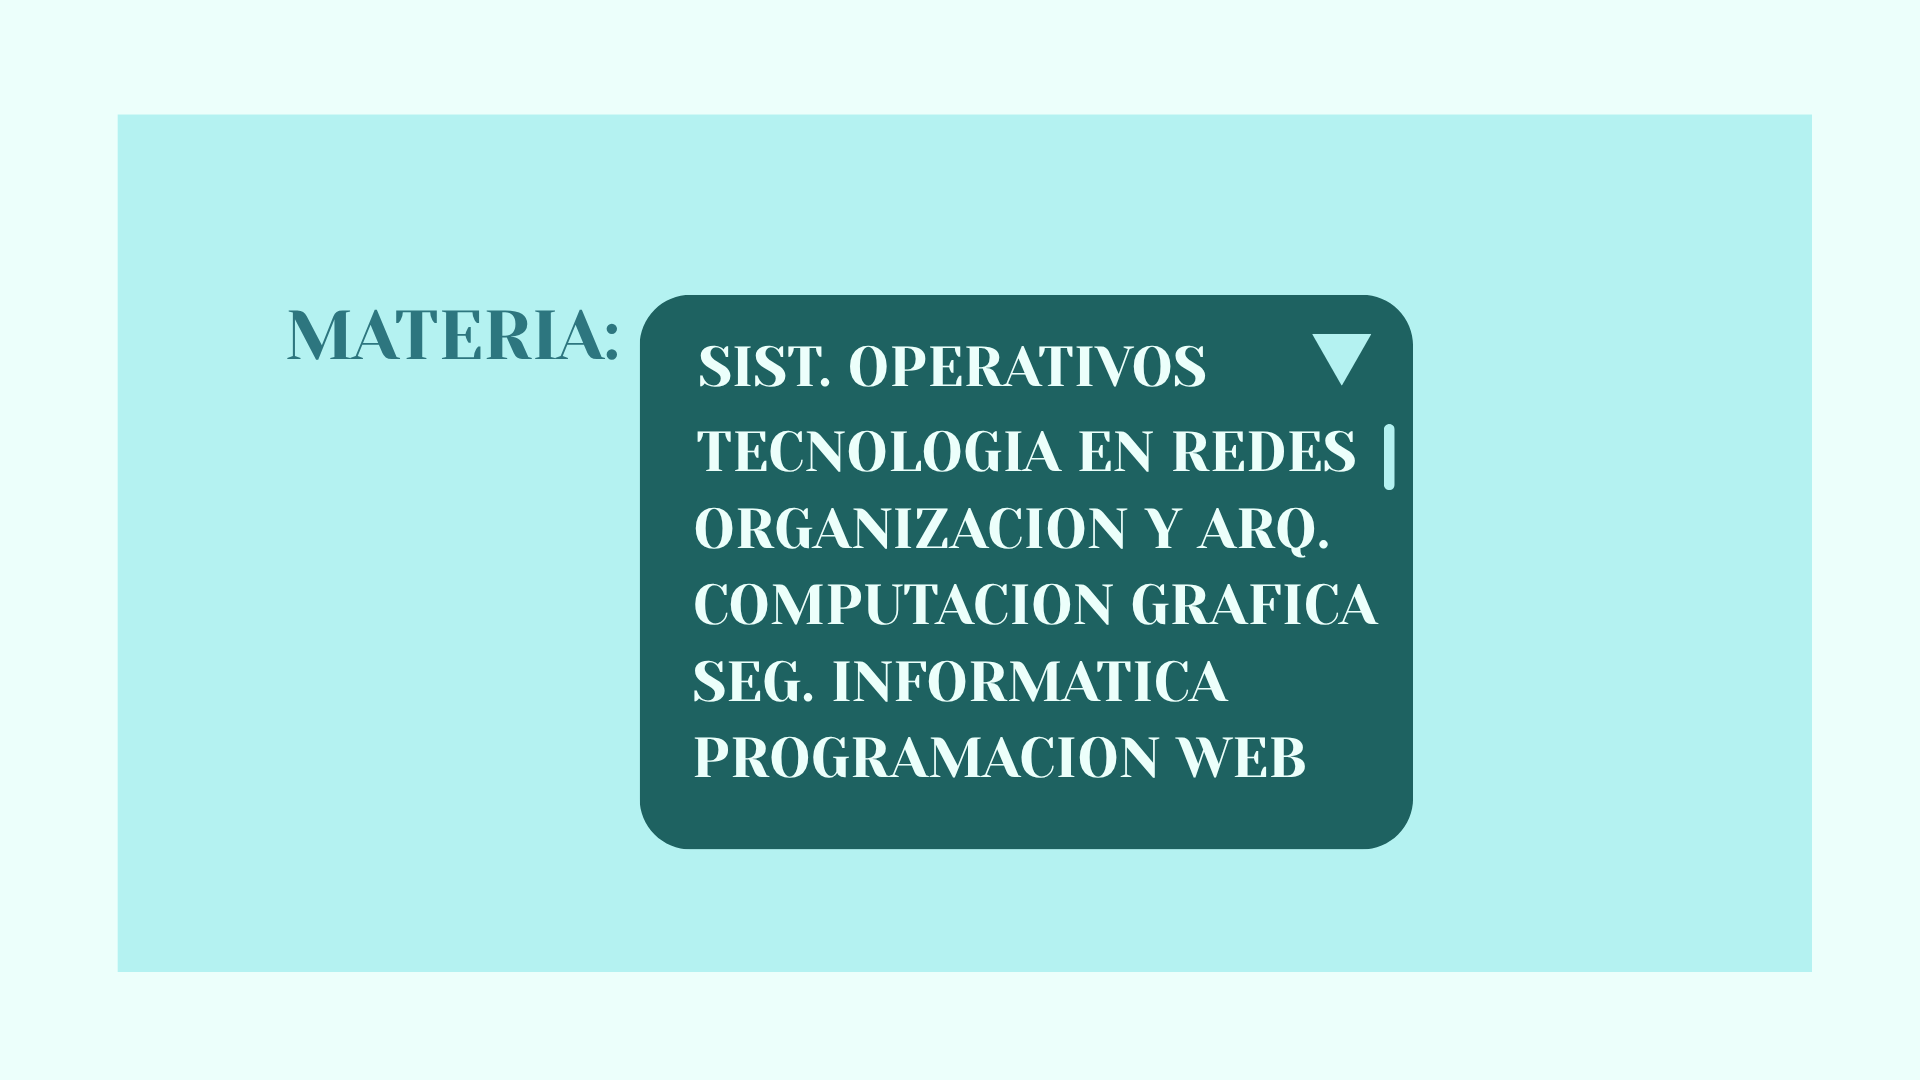 MATERIA:
SIST. OPERATIVOS
TECNOLOGIA EN REDES
ORGANIZACION Y ARQ.
COMPUTACION GRAFICA
SEG. INFORMATICA
PROGRAMACION WEB